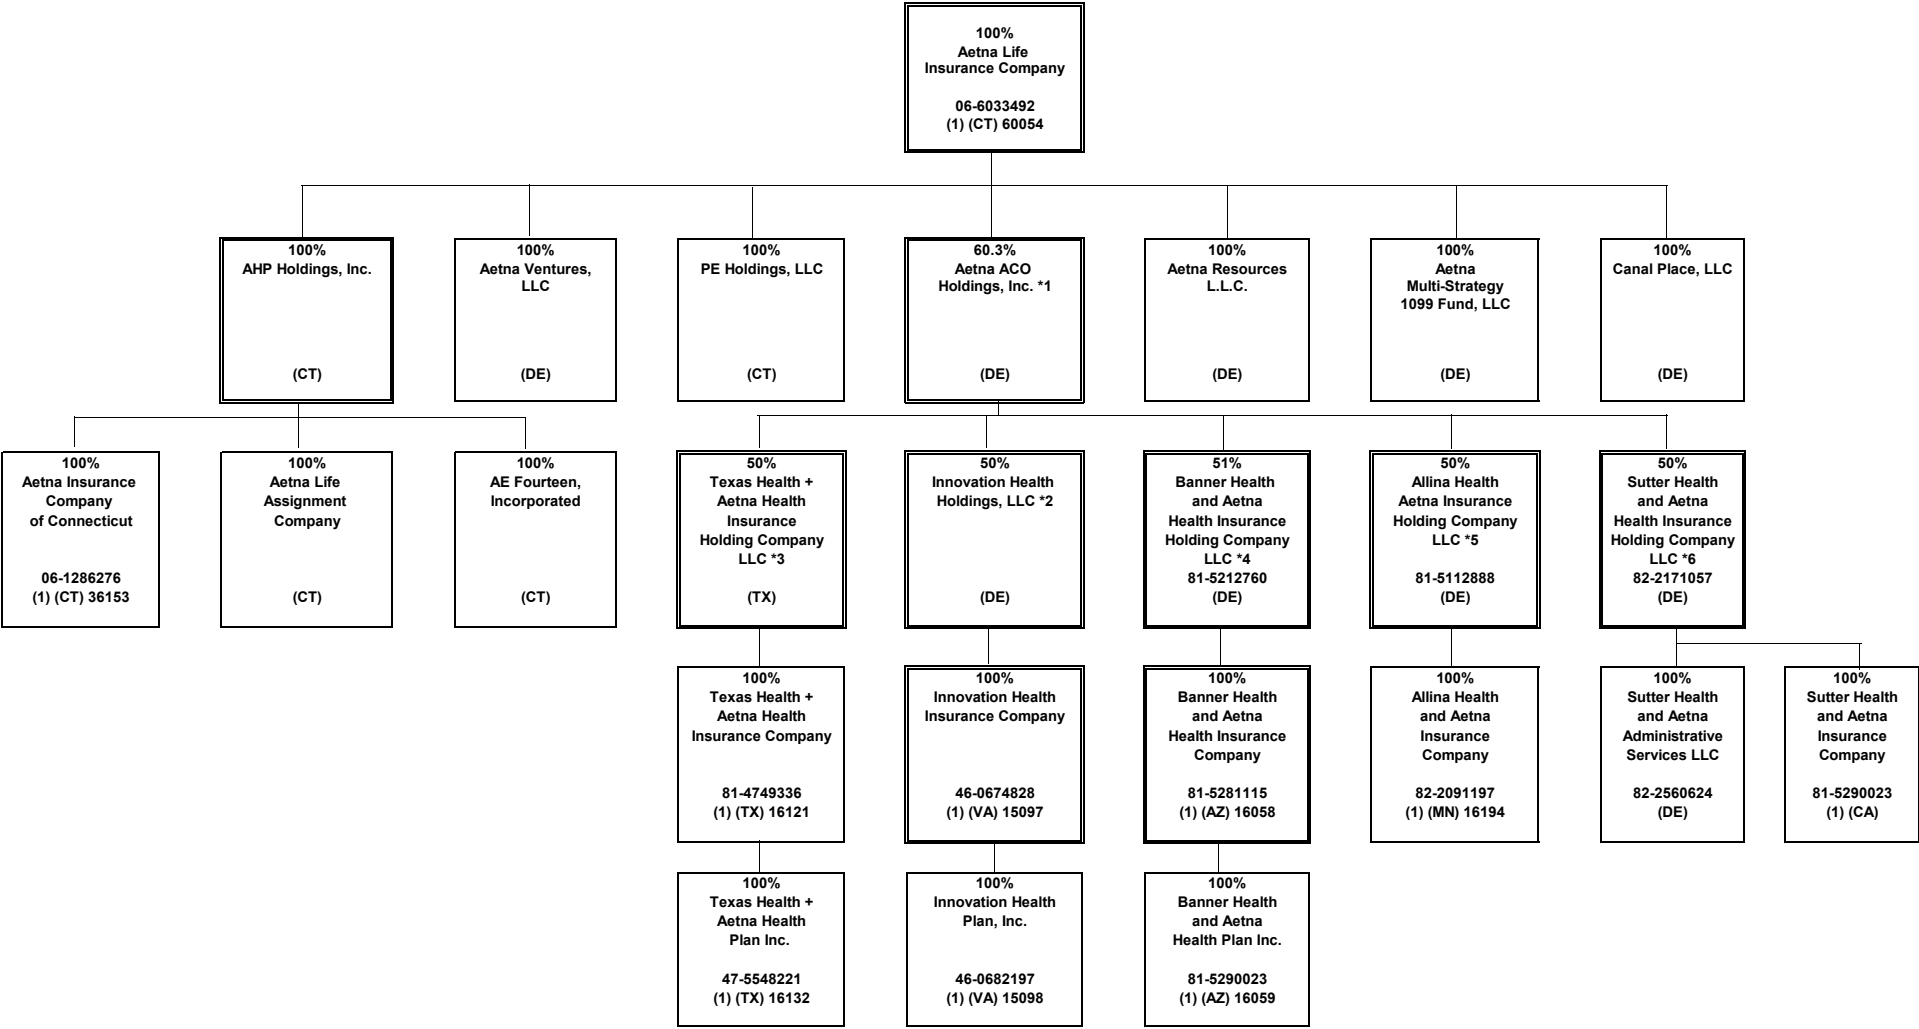 100%
Aetna Life
Insurance Company
06-6033492
(1) (CT) 60054
100%
AHP Holdings, Inc.
(CT)
100%
Aetna Ventures,
LLC
(DE)
100%
PE Holdings, LLC
(CT)
60.3%
Aetna ACO
Holdings, Inc. *1
(DE)
100%
Aetna Resources
L.L.C.
(DE)
100%
Aetna
Multi-Strategy
1099 Fund, LLC
(DE)
100%
Canal Place, LLC
(DE)
100%
Aetna Insurance
Company
of Connecticut
06-1286276
(1) (CT) 36153
100%
Aetna Life
Assignment
Company
(CT)
100%
AE Fourteen,
Incorporated
(CT)
50%
Texas Health +
Aetna Health
Insurance
Holding Company
LLC *3
(TX)
50%
Innovation Health
Holdings, LLC *2
(DE)
51%
Banner Health
and Aetna
Health Insurance
Holding Company
LLC *4
81-5212760
(DE)
50%
Allina Health
Aetna Insurance
Holding Company
LLC *5
81-5112888
(DE)
50%
Sutter Health
and Aetna
Health Insurance
Holding Company
LLC *6
82-2171057
(DE)
100%
Texas Health +
Aetna Health
Insurance Company
81-4749336
(1) (TX) 16121
100%
Innovation Health
Insurance Company
46-0674828
(1) (VA) 15097
100%
Banner Health
and Aetna
Health Insurance
Company
81-5281115
(1) (AZ) 16058
100%
Allina Health
and Aetna
Insurance
Company
82-2091197
(1) (MN) 16194
100%
Sutter Health
and Aetna
Administrative
Services LLC
82-2560624
(DE)
100%
Sutter Health
and Aetna
Insurance
Company
81-5290023
(1) (CA)
100%
Texas Health +
Aetna Health
Plan Inc.
47-5548221
(1) (TX) 16132
100%
Innovation Health
Plan, Inc.
46-0682197
(1) (VA) 15098
100%
Banner Health
and Aetna
Health Plan Inc.
81-5290023
(1) (AZ) 16059